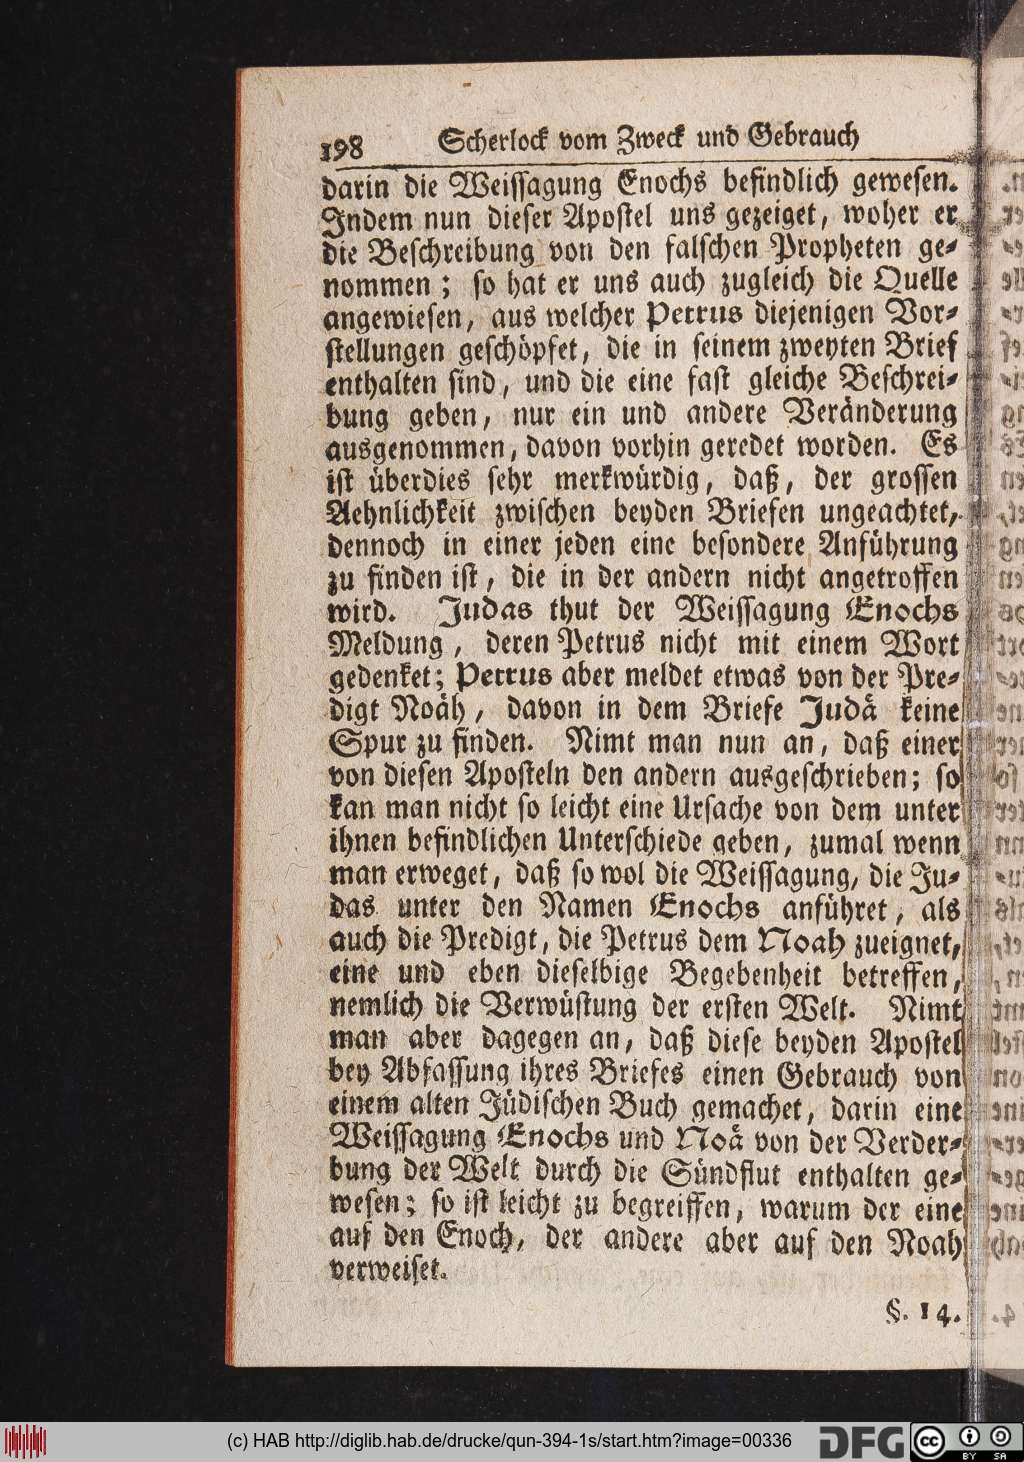 198 Scherlock vom Zweck und Gebrauch
darin die Weissagung Enochs befindlich gewesen.
Indem nun dieser Apostel uns gezeiget, woher er
die Beschreibung von den falschen Propheten ge-
nommen; so hat er uns auch zugleich die Quelle
angewiesen, aus welcher Petrus diejenigen Vor-
stellungen geschöpfet, die in seinem zweyten Brief
enthalten sind, und die eine fast gleiche Beschrei-
bung geben, nur ein und andere Veränderung
ausgenommen, davon vorhin geredet worden. Es
ist überdies sehr merkwürdig, daß, der grossen
Aehnlichkeit zwischen beyden Briefen ungeachtet,
dennoch in einer jeden eine besondere Anführung
zu finden ist, die in der andern nicht angetroffen
wird. Judas thut der Weissagung Enochs
Meldung, deren Petrus nicht mit einem Wort
gedenket; Petrus aber meldet etwas von der Pre-
digt Noäh, davon in dem Briefe Judä keine
Spur zu finden. Nimt man nun an, daß einer
von diesen Aposteln den andern ausgeschrieben; so
kan man nicht so leicht eine Ursache von dem unter
ihnen befindlichen Unterschiede geben, zumal wenn
man erweget, daß so wol die Weissagung, die Ju-
das unter den Namen Enochs anführet, als
auch die Predigt, die Petrus dem Noah zueignet,
eine und eben dieselbige Begebenheit betreffen,
nemlich die Verwüstung der ersten Welt. Nimt
man aber dagegen an, daß diese beyden Apostel
bey Abfassung ihres Briefes einen Gebrauch von
einem alten Jüdischen Buch gemachet, darin eine
Weissagung Enochs und Noä von der Verder-
bung der Welt durch die Sündflut enthalten ge-
wesen; so ist leicht zu begreiffen, warum der eine
auf den Enoch, der andere aber auf den Noah
verweiset.
§. 14.
(c) HAB http://diglib.hab.de/drucke/qun-394-1s/start.htm?image=00336 DFG cc BY SA